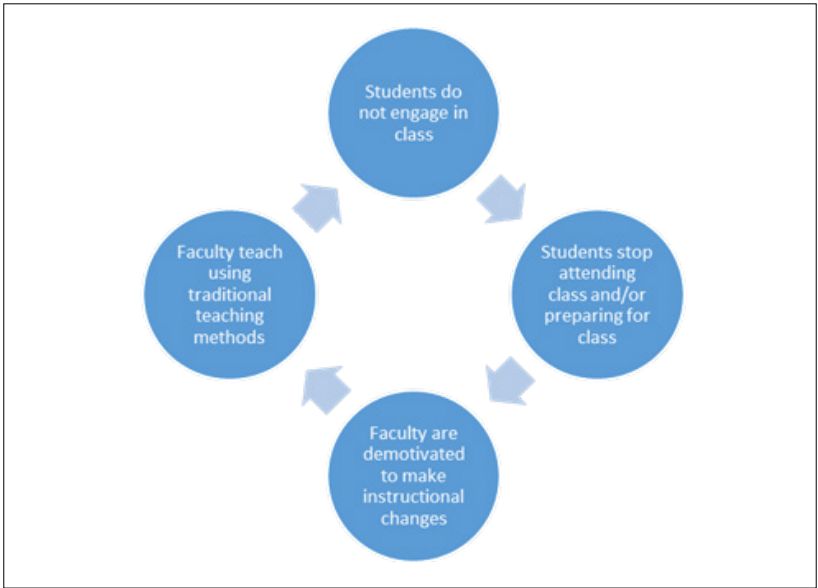 Students do
not engage in
class
Students stop
attending
class and/or
preparing for
class
Faculty are
demotivated
to make
instructional
changes
Faculty teach
using
traditional
teaching
methods